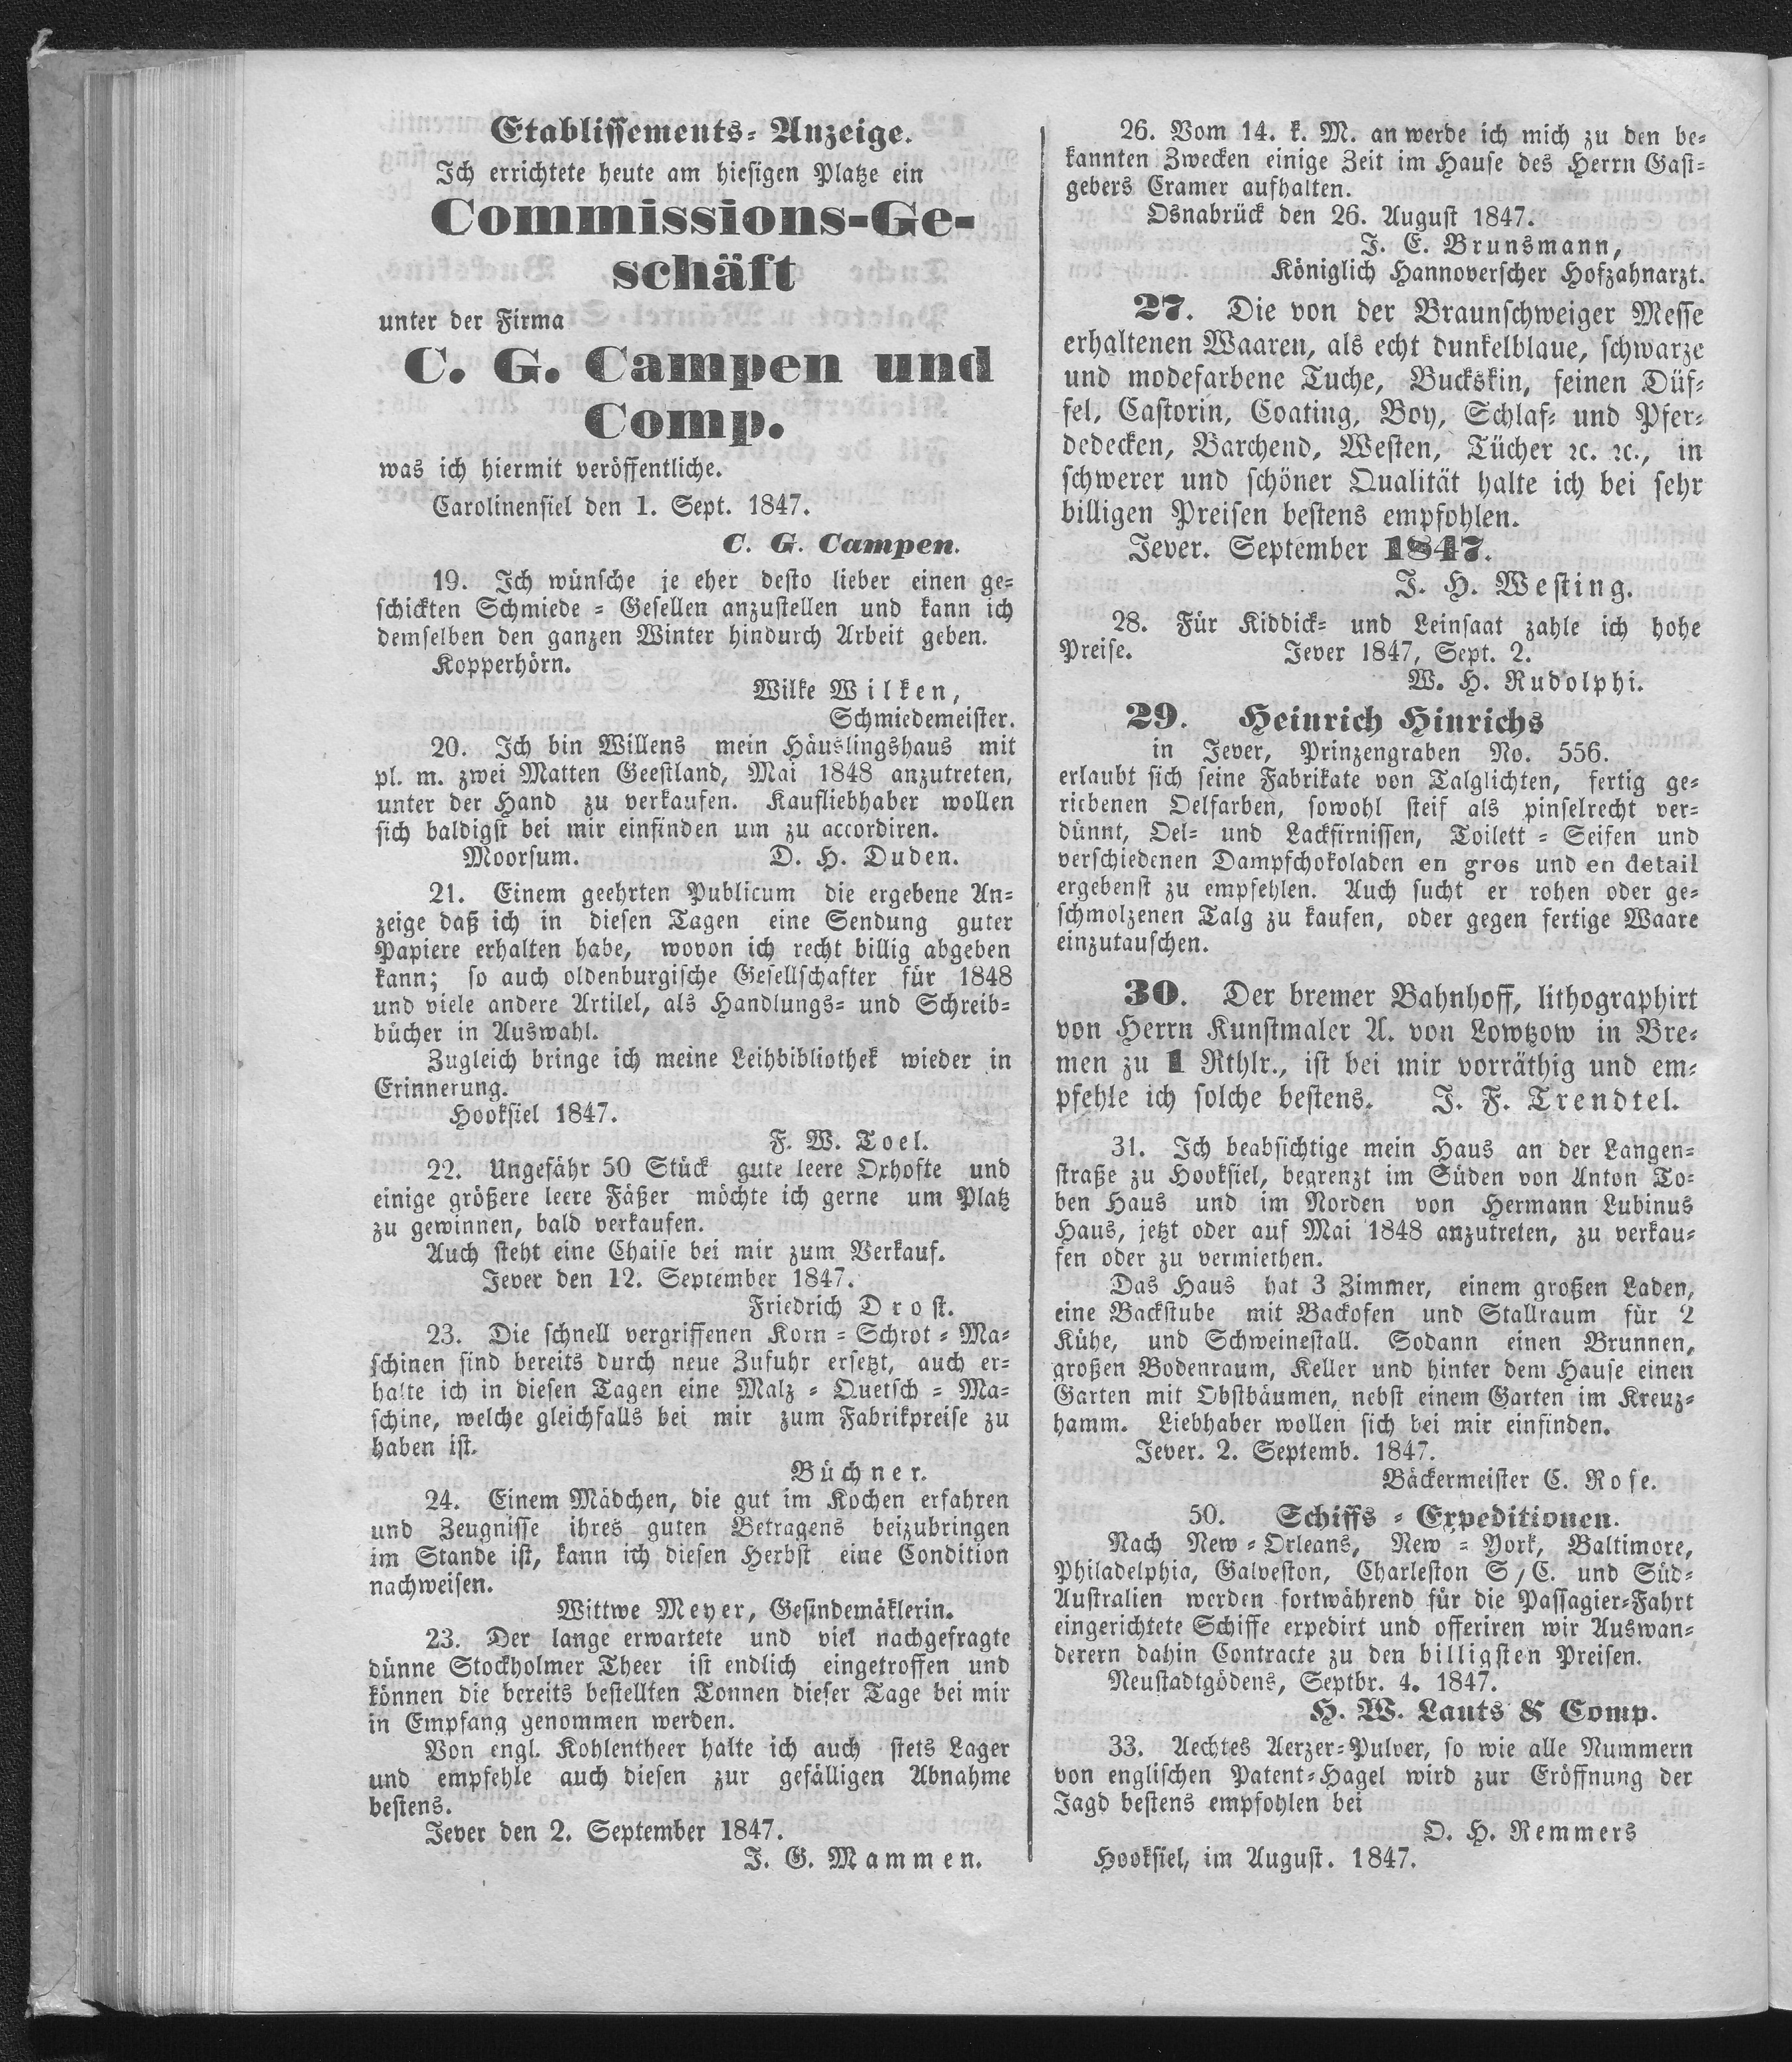 Etablissements-Anzeige.
Ich errichtete heute am hiesigen Platze ein
Commissions-Ge-
schäft
unter der Firma
C. G. Campen und
Comp.
was ich hiermit veröffentliche.
Carolinensiel den 1. Sept. 1847.
C. G. Campen.
19. Ich wünsche je eher desto lieber einen ge-
schickten Schmiede-Gesellen anzustellen und kann ich
demselben den ganzen Winter hindurch Arbeit geben.
Kopperhörn.
Wilke Wilken,
Schmiedemeister.
20. Ich bin Willens mein Häuslingshaus mit
pl. m. zwei Matten Geestland, Mai 1848 anzutreten,
unter der Hand zu verkaufen. Kaufliebhaber wollen
sich baldigst bei mir einfinden um zu accordiren.
Moorsum. D. H. Duden.
21. Einem geehrten Publicum die ergebene An-
zeige daß ich in diesen Tagen eine Sendung guter
Papiere erhalten habe, wovon ich recht billig abgeben
kann; so auch oldenburgische Gesellschafter für 1848
und viele andere Artilel, als Handlungs- und Schreib-
bücher in Auswahl.
Zugleich bringe ich meine Leihbibliothek wieder in
Erinnerung.
Hooksiel 1847.
F. W. Toel.
22. Ungefähr 50 Stück gute leere Oxhofte und
einige größere leere Fäßer möchte ich gerne um Platz
zu gewinnen, bald verkaufen.
Auch steht eine Chaise bei mir zum Verkauf.
Jever den 12. September 1847.
Friedrich Drost.
23. Die schnell vergriffenen Korn-Schrot-Ma-
schinen sind bereits durch neue Zufuhr ersetzt, auch er-
halte ich in diesen Tagen eine Malz-Quetsch-Ma-
schine, welche gleichfalls bei mir zum Fabrikpreise zu
haben ist.
Büchner.
24. Einem Mädchen, die gut im Kochen erfahren
und Zeugnisse ihres guten Betragens beizubringen
im Stande ist, kann ich diesen Herbst eine Condition
nachweisen.
Wittwe Meyer, Gesindemäklerin.
23. Der lange erwartete und viel nachgefragte
dünne Stockholmer Theer ist endlich eingetroffen und
können die bereits bestellten Tonnen dieser Tage bei mir
in Empfang genommen werden.
Von engl. Kohlentheer halte ich auch stets Lager
und empfehle auch diesen zur gefälligen Abnahme
bestens.
Jever den 2. September 1847.
J. G. Mammen.
26. Vom 14. k. M. an werde ich mich zu den be-
kannten Zwecken einige Zeit im Hause des Herrn Gast-
gebers Cramer aufhalten.
Osnabrück den 26. August 1847.
J. E. Brunsmann,
Königlich Hannoverscher Hofzahnarzt.
27. Die von der Braunschweiger Messe
erhaltenen Waaren, als echt dunkelblaue, schwarze
und modefarbene Tuche, Buckskin, feinen Düf-
fel, Castorin, Coating, Boy, Schlaf- und Pfer-
dedecken, Barchend, Westen, Tücher ꝛc. ꝛc., in
schwerer und schöner Qualität halte ich bei sehr
billigen Preisen bestens empfohlen.
Jever. September 1847.
J. H. Westing.
28. Für Kiddick- und Leinsaat zahle ich hohe
Preise. Jever 1847, Sept. 2.
W. H. Rudolphi.
29. Heinrich Hinrichs
in Jever, Prinzengraben No. 556.
erlaubt sich seine Fabrikate von Talglichten, fertig ge-
riebenen Oelfarben, sowohl steif als pinselrecht ver-
dünnt, Oel- und Lackfirnissen, Toilett-Seifen und
verschiedenen Dampfchokoladen en gros und en detail
ergebenst zu empfehlen. Auch sucht er rohen oder ge-
schmolzenen Talg zu kaufen, oder gegen fertige Waare
einzutauschen.
30. Der bremer Bahnhoff, lithographirt
von Herrn Kunstmaler A. von Lowtzow in Bre-
men zu 1 Rthlr., ist bei mir vorräthig und em-
pfehle ich solche bestens. J. F. Trendtel.
31. Ich beabsichtige mein Haus an der Langen-
straße zu Hooksiel, begrenzt im Süden von Anton To-
ben Haus und im Norden von Hermann Lubinus
Haus, jetzt oder auf Mai 1848 anzutreten, zu verkau-
fen oder zu vermiethen.
Das Haus hat 3 Zimmer, einem großen Laden,
eine Backstube mit Backofen und Stallraum für 2
Kühe, und Schweinestall. Sodann einen Brunnen,
großen Bodenraum, Keller und hinter dem Hause einen
Garten mit Obstbäumen, nebst einem Garten im Kreuz-
hamm. Liebhaber wollen sich bei mir einfinden.
Jever. 2. Septemb. 1847.
Bäckermeister C. Rose.
50. Schiffs-Expeditionen.
Nach New-Orleans, New-York, Baltimore,
Philadelphia, Galveston, Charleston S/C. und Süd-
Australien werden fortwährend für die Passagier-Fahrt
eingerichtete Schiffe expedirt und offeriren wir Auswan-
derern dahin Contracte zu den billigsten Preisen.
Neustadtgödens, Septbr. 4. 1847.
H. W. Lauts & Comp.
33. Aechtes Aerzer-Pulver, so wie alle Nummern
von englischen Patent-Hagel wird zur Eröffnung der
Jagd bestens empfohlen bei
O. H. Remmers
Hooksiel, im August. 1847.